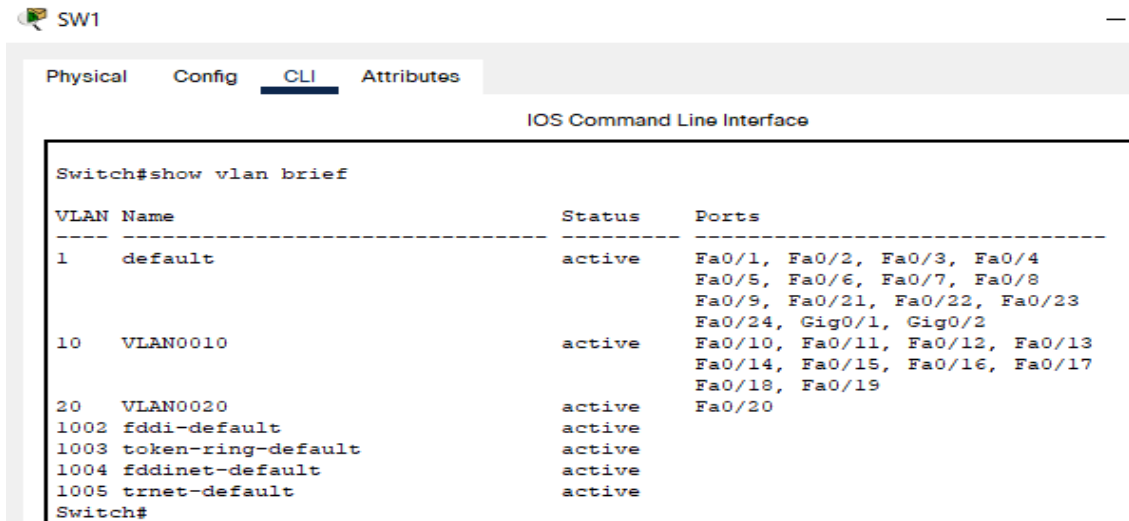 SW1
Physical Config CLI Attributes
IOS Command Line Interface
Switch#show vlan brief
VLAN Name                             Status    Ports
---- -------------------------------- --------- -------------------------------
1    default                          active    Fa0/1, Fa0/2, Fa0/3, Fa0/4
                                                Fa0/5, Fa0/6, Fa0/7, Fa0/8
                                                Fa0/9, Fa0/21, Fa0/22, Fa0/23
                                                Fa0/24, Gig0/1, Gig0/2
10   VLAN0010                         active    Fa0/10, Fa0/11, Fa0/12, Fa0/13
                                                Fa0/14, Fa0/15, Fa0/16, Fa0/17
                                                Fa0/18, Fa0/19
20   VLAN0020                         active    Fa0/20
1002 fddi-default                     active
1003 token-ring-default               active
1004 fddinet-default                  active
1005 trnet-default                    active
Switch#